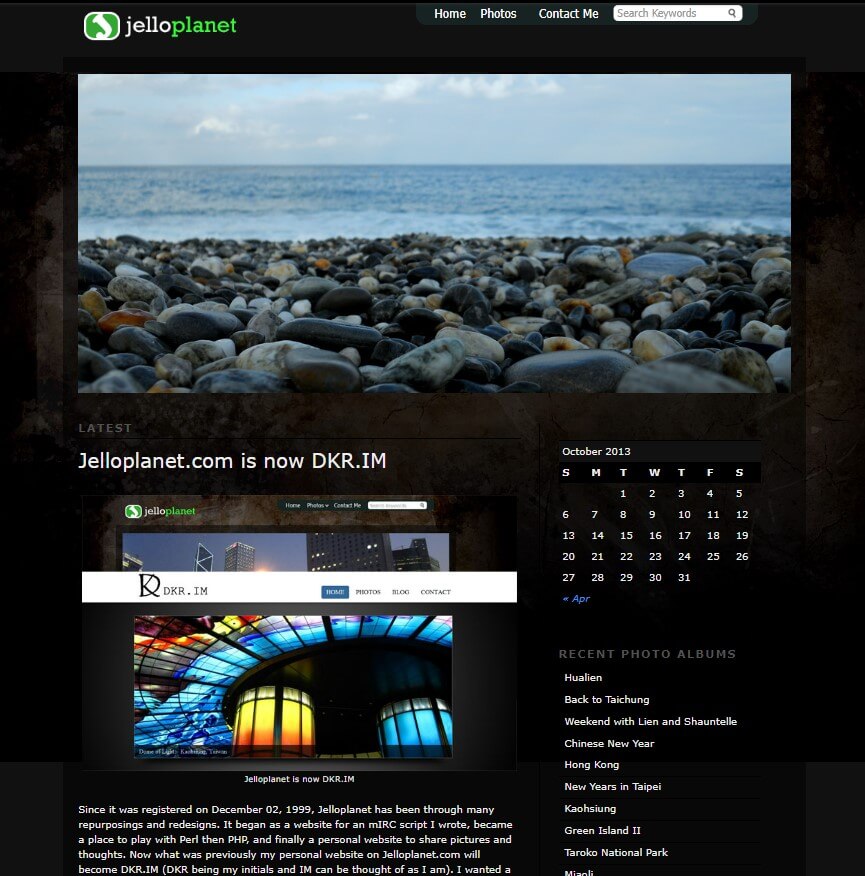 jelloplanet
Home Photos Contact Me Search Keywords
LATEST
Jelloplanet.com is now DKR.IM
jelloplanet Home Photos Contact Me Search Keywords
DKR.IM HOME PHOTOS BLOG CONTACT
Dome of Light - Kaohsiung, Taiwan
Jelloplanet is now DKR.IM
Since it was registered on December 02, 1999, Jelloplanet has been through many
repurposings and redesigns. It began as a website for an mIRC script I wrote, became
a place to play with Perl then PHP, and finally a personal website to share pictures and
thoughts. Now what was previously my personal website on Jelloplanet.com will
become DKR.IM (DKR being my initials and IM can be thought of as I am). I wanted a
October 2013
S M T W T F S
1 2 3 4 5
6 7 8 9 10 11 12
13 14 15 16 17 18 19
20 21 22 23 24 25 26
27 28 29 30 31
« Apr
RECENT PHOTO ALBUMS
Hualien
Back to Taichung
Weekend with Lien and Shauntelle
Chinese New Year
Hong Kong
New Years in Taipei
Kaohsiung
Green Island II
Taroko National Park
Miaoli